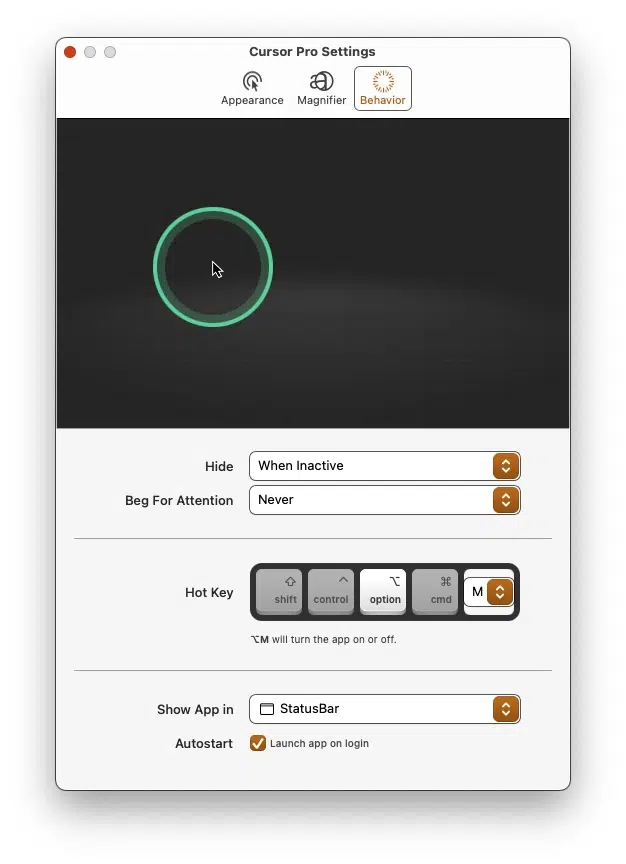 Cursor Pro Settings
Appearance Magnifier Behavior
Hide When Inactive
Beg For Attention Never
Hot Key shift control option cmd M
⌥M will turn the app on or off.
Show App in StatusBar
Autostart Launch app on login